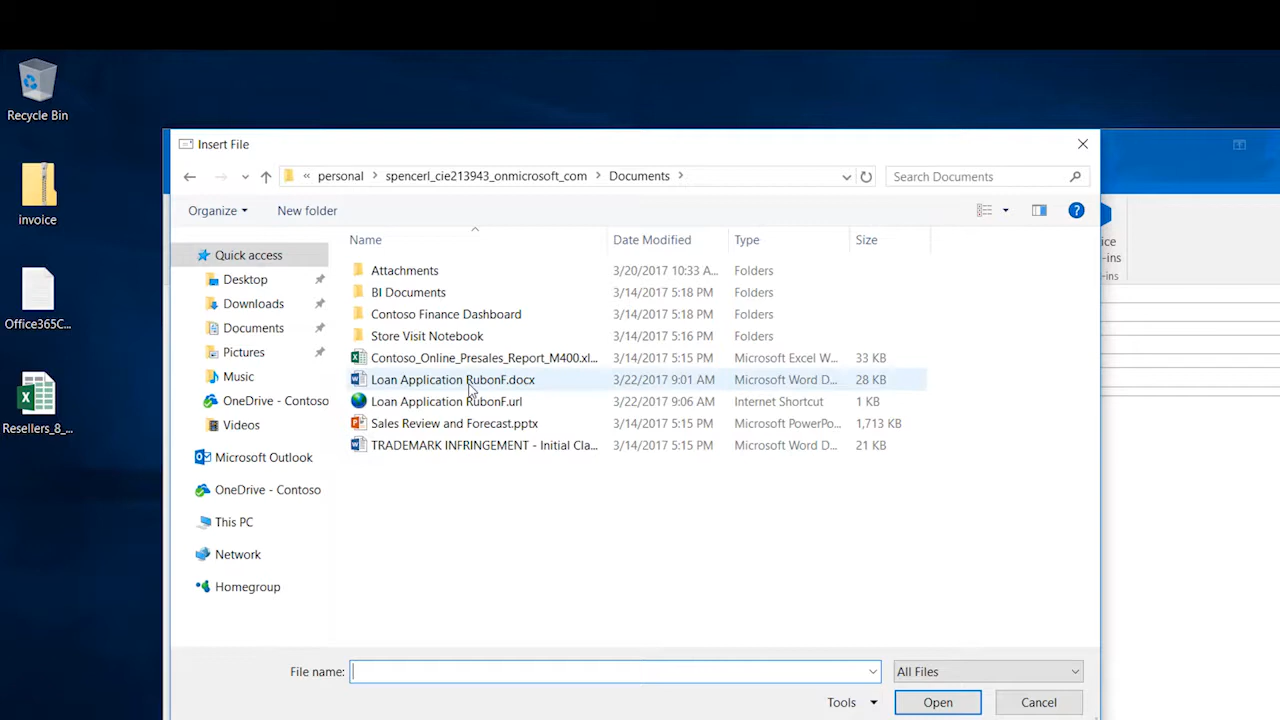 Recycle Bin
invoice
Office365C...
Resellers_8_...
Insert File
personal spencerl_cie213943_onmicrosoft_com Documents
Search Documents
Organize New folder
Name Date Modified Type Size
Quick access
Desktop
Downloads
Documents
Pictures
Music
OneDrive - Contoso
Videos
Microsoft Outlook
OneDrive - Contoso
This PC
Network
Homegroup
Attachments 3/20/2017 10:33 A... Folders
BI Documents 3/14/2017 5:18 PM Folders
Contoso Finance Dashboard 3/14/2017 5:18 PM Folders
Store Visit Notebook 3/14/2017 5:16 PM Folders
Contoso_Online_Presales_Report_M400.xl... 3/14/2017 5:15 PM Microsoft Excel W... 33 KB
Loan Application RubonF.docx 3/22/2017 9:01 AM Microsoft Word D... 28 KB
Loan Application RubonF.url 3/22/2017 9:06 AM Internet Shortcut 1 KB
Sales Review and Forecast.pptx 3/14/2017 5:15 PM Microsoft PowerPo... 1,713 KB
TRADEMARK INFRINGEMENT - Initial Cla... 3/14/2017 5:15 PM Microsoft Word D... 21 KB
File name:
All Files
Tools Open Cancel
ice
-ins
-ns